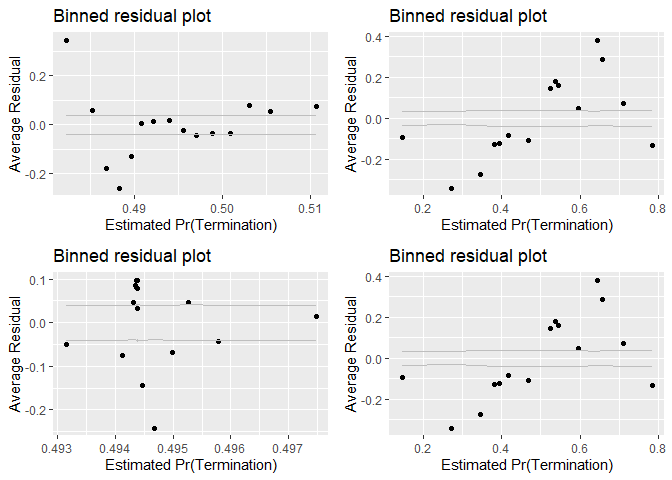 Binned residual plot
Average Residual
0.2
0.0
-0.2
0.49
0.50
0.51
Estimated Pr(Termination)
Binned residual plot
Average Residual
0.4
0.2
0.0
-0.2
0.2
0.4
0.6
0.8
Estimated Pr(Termination)
Binned residual plot
Average Residual
0.1
0.0
-0.1
-0.2
0.493
0.494
0.495
0.496
0.497
Estimated Pr(Termination)
Binned residual plot
Average Residual
0.4
0.2
0.0
-0.2
0.2
0.4
0.6
0.8
Estimated Pr(Termination)